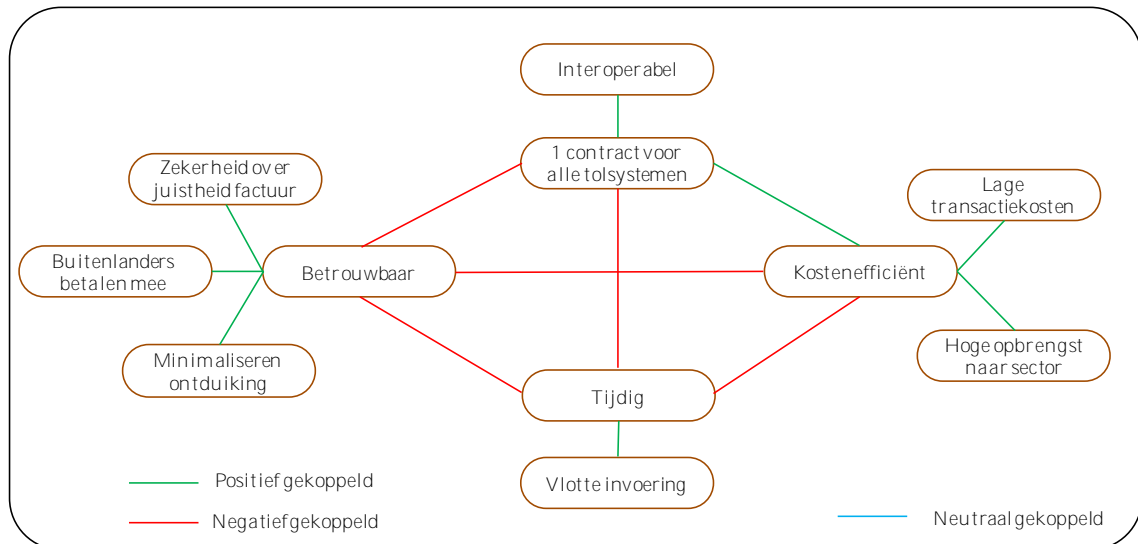 Interoperabel
1 contract voor
alle tolsystemen
Zekerheid over
juistheid factuur
Lage
transactiekosten
Buitenlanders
betalen mee
Betrouwbaar
Kostenefficiënt
Minimaliseren
ontduiking
Hoge opbrengst
naar sector
Tijdig
Vlotte invoering
Positief gekoppeld
Negatief gekoppeld
Neutraal gekoppeld